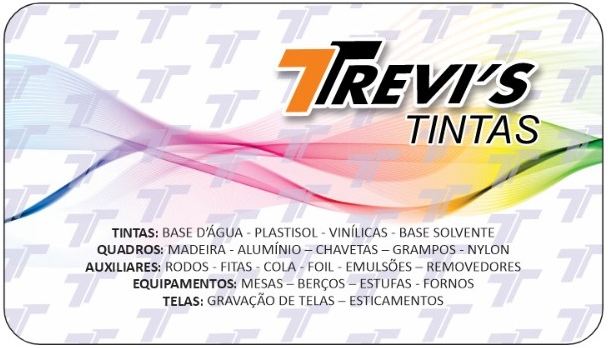 TREVI'S
TINTAS
TINTAS: BASE D'ÁGUA - PLASTISOL - VINÍLICAS - BASE SOLVENTE
QUADROS: MADEIRA - ALUMÍNIO – CHAVETAS – GRAMPOS - NYLON
AUXILIARES: RODOS - FITAS - COLA - FOIL - EMULSÕES – REMOVEDORES
EQUIPAMENTOS: MESAS – BERÇOS – ESTUFAS - FORNOS
TELAS: GRAVAÇÃO DE TELAS – ESTICAMENTOS